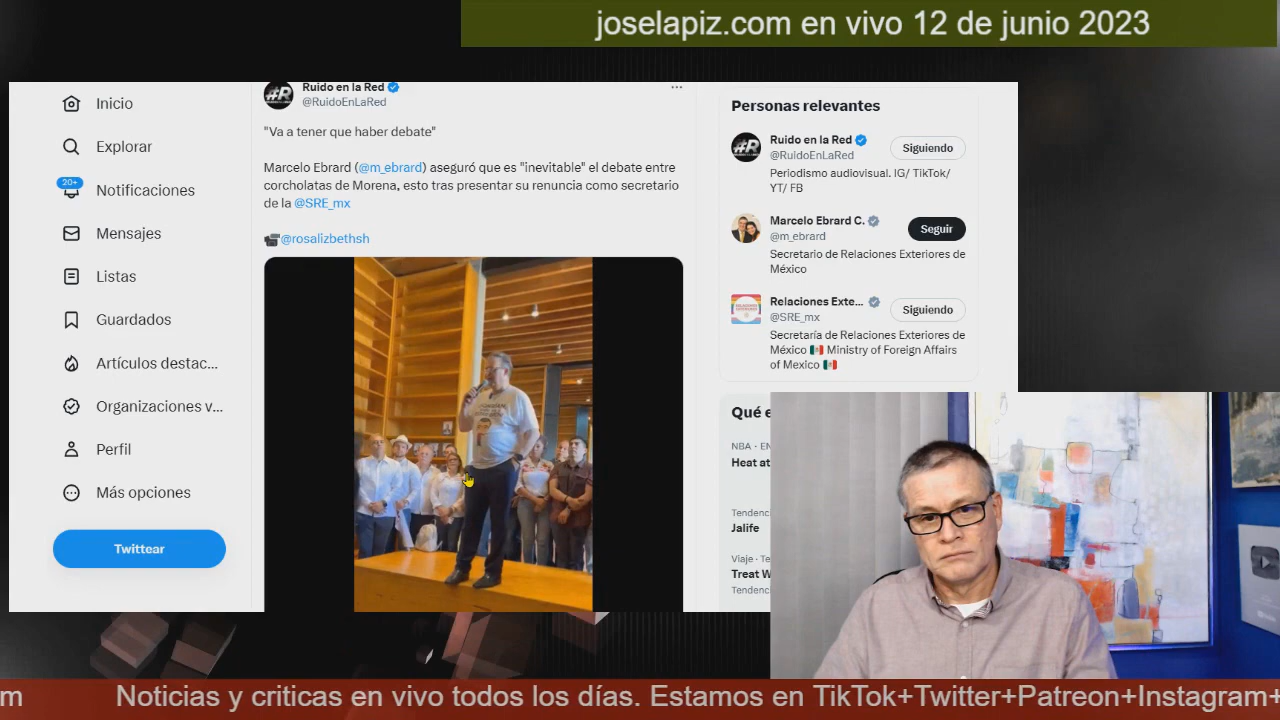 joselapiz.com en vivo 12 de junio 2023
Inicio
Explorar
20+
Notificaciones
Mensajes
Listas
Guardados
Artículos destac...
Organizaciones v...
Perfil
Más opciones
Twittear
Ruido en la Red
@RuidoEnLaRed
"Va a tener que haber debate"
Marcelo Ebrard (@m_ebrard) aseguró que es "inevitable" el debate entre
corcholatas de Morena, esto tras presentar su renuncia como secretario
de la @SRE_mx
@rosalizbethsh
Personas relevantes
#R
Ruido en la Red
@RuidoEnLaRed
Siguiendo
Periodismo audiovisual. IG/ TikTok/
YT/ FB
Marcelo Ebrard C.
@m_ebrard
Seguir
Secretario de Relaciones Exteriores de
México
Relaciones Exte...
@SRE_mx
Siguiendo
Secretaría de Relaciones Exteriores de
México 🇲🇽 Ministry of Foreign Affairs
of Mexico 🇲🇽
Qué
NBA
Heat
Tendenc
Jalife
Viaje · Te
Treat W
Tendenc
m Noticias y criticas en vivo todos los días. Estamos en TikTok+Twitter+Patreon+Instagram+